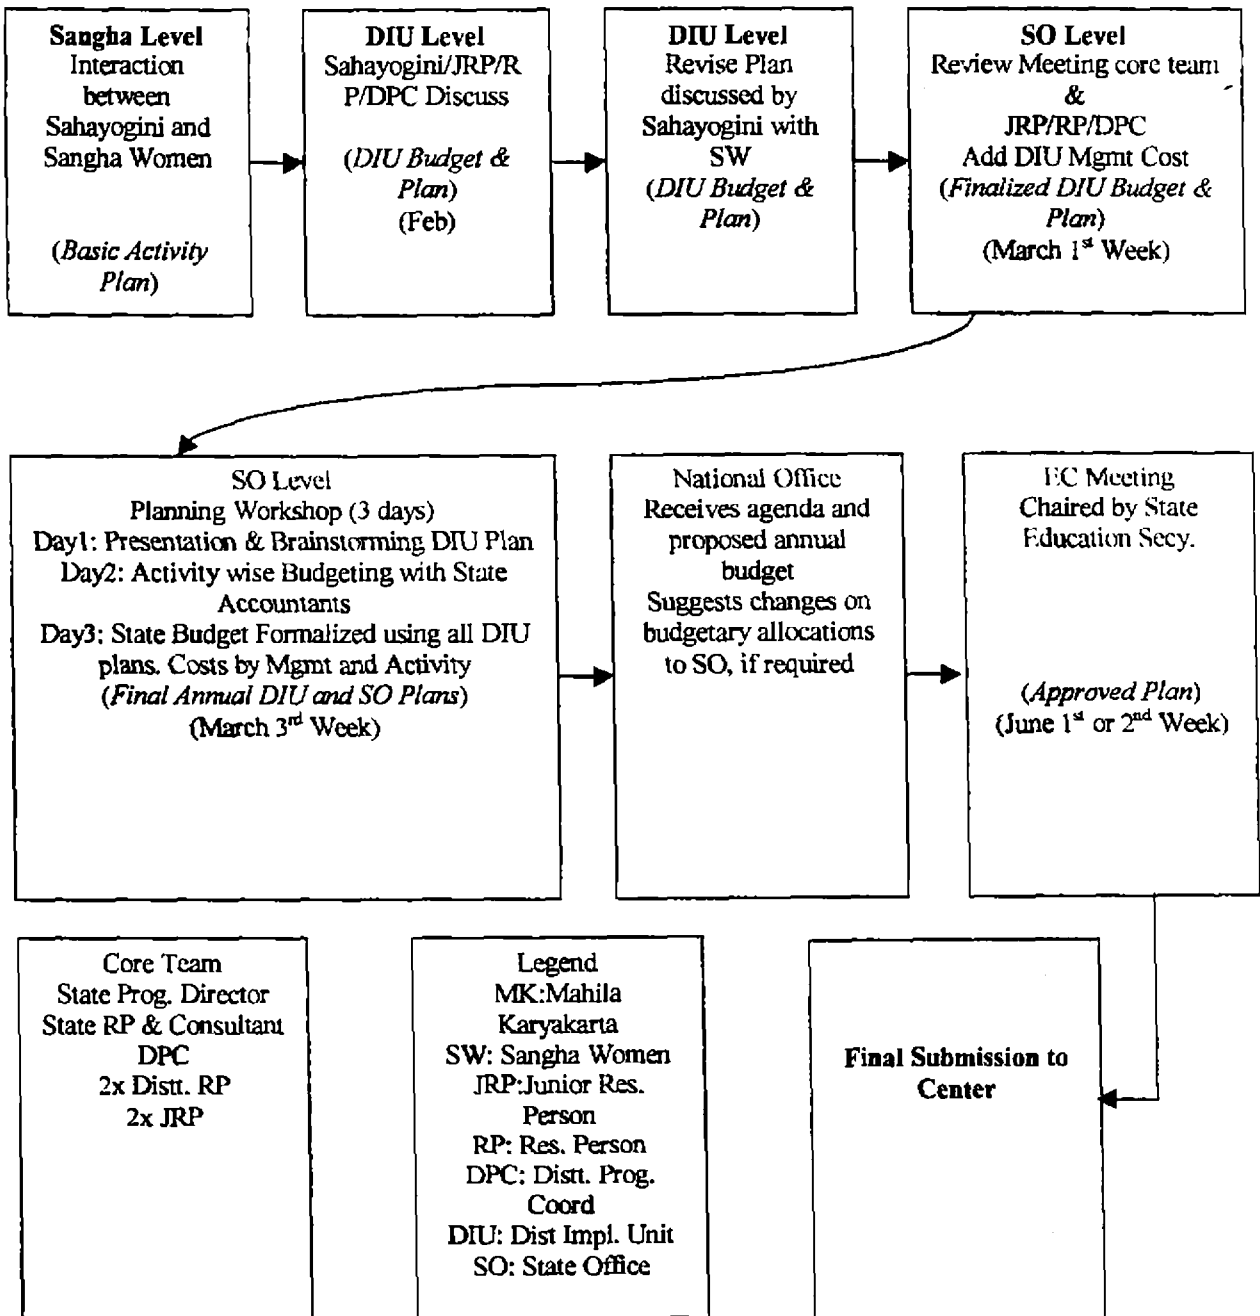 Sangha Level
Interaction
between
Sahayogini and
Sangha Women
(Basic Activity
Plan)
DIU Level
Sahayogini/JRP/R
P/DPC Discuss
(DIU Budget &
Plan)
(Feb)
DIU Level
Revise Plan
discussed by
Sahayogini with
SW
(DIU Budget &
Plan)
SO Level
Review Meeting core team
&
JRP/RP/DPC
Add DIU Mgmt Cost
(Finalized DIU Budget &
Plan)
(March 1st Week)
SO Level
Planning Workshop (3 days)
Day1: Presentation & Brainstorming DIU Plan
Day2: Activity wise Budgeting with State
Accountants
Day3: State Budget Formalized using all DIU
plans. Costs by Mgmt and Activity
(Final Annual DIU and SO Plans)
(March 3rd Week)
National Office
Receives agenda and
proposed annual
budget
Suggests changes on
budgetary allocations
to SO, if required
EC Meeting
Chaired by State
Education Secy.
(Approved Plan)
(June 1st or 2nd Week)
Core Team
State Prog. Director
State RP & Consultant
DPC
2x Distt. RP
2x JRP
Legend
MK:Mahila
Karyakarta
SW: Sangha Women
JRP:Junior Res.
Person
RP: Res. Person
DPC: Distt. Prog.
Coord
DIU: Dist Impl. Unit
SO: State Office
Final Submission to
Center